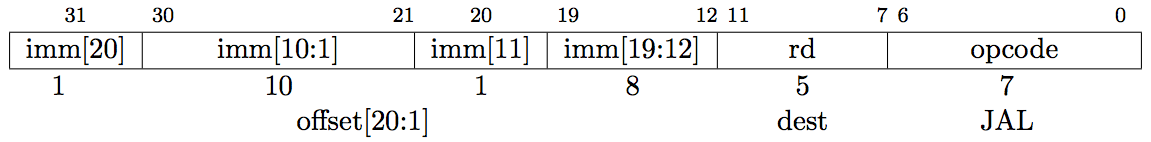 31 30 21 20 19 12 11 7 6 0
imm[20] imm[10:1] imm[11] imm[19:12] rd opcode
1 10 1 8 5 7
offset[20:1] dest JAL